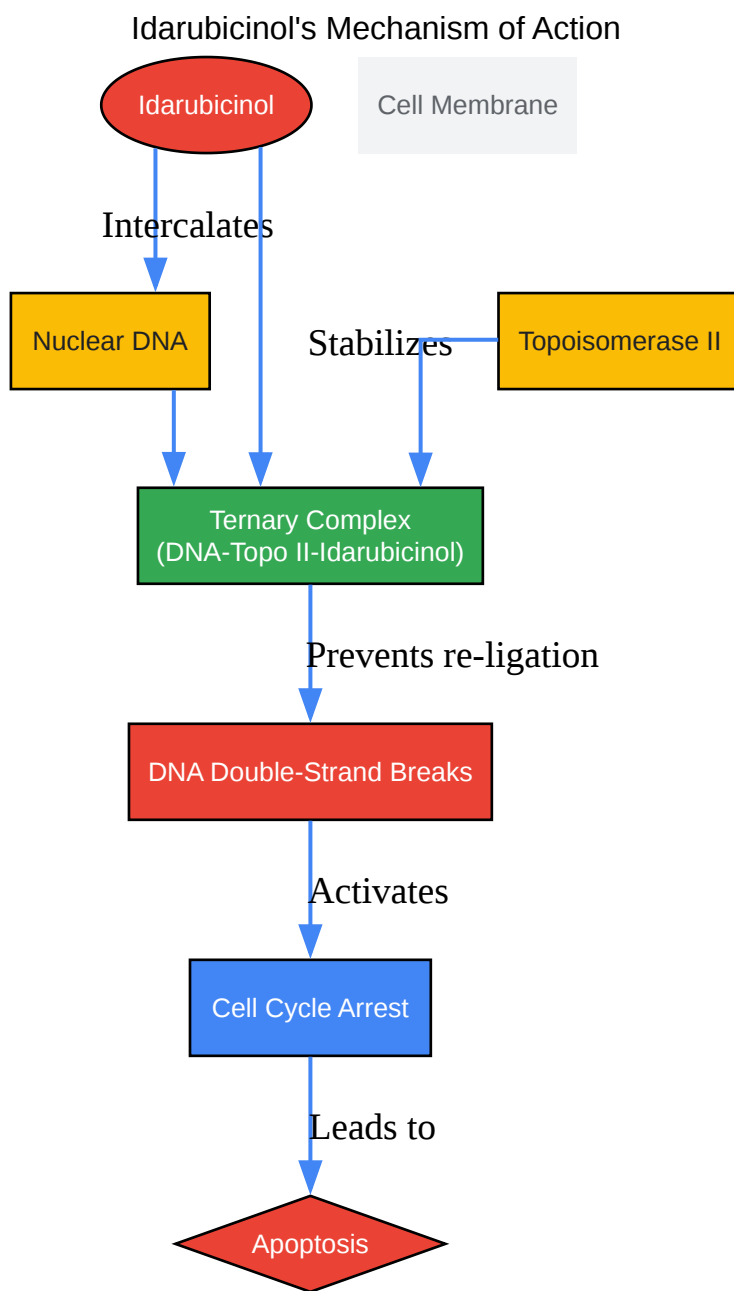 Idarubicinol's Mechanism of Action
Idarubicinol
Cell Membrane
Intercalates
Nuclear DNA
Stabilizes
Topoisomerase II
Ternary Complex
(DNA-Topo II-Idarubicinol)
Prevents re-ligation
DNA Double-Strand Breaks
Activates
Cell Cycle Arrest
Leads to
Apoptosis